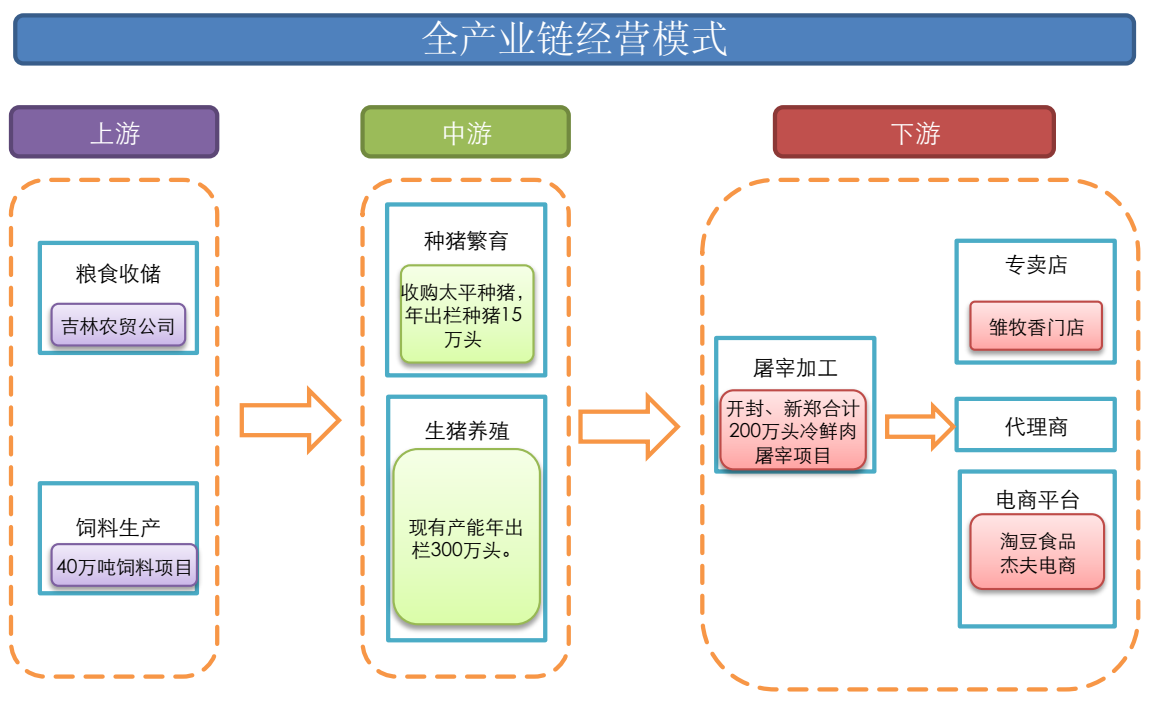 全产业链经营模式
上游
中游
下游
粮食收储
吉林农贸公司
饲料生产
40万吨饲料项目
种猪繁育
收购太平种猪，
年出栏种猪15
万头
生猪养殖
现有产能年出
栏300万头。
屠宰加工
开封、新郑合计
200万头冷鲜肉
屠宰项目
专卖店
雏牧香门店
代理商
电商平台
淘豆食品
杰夫电商